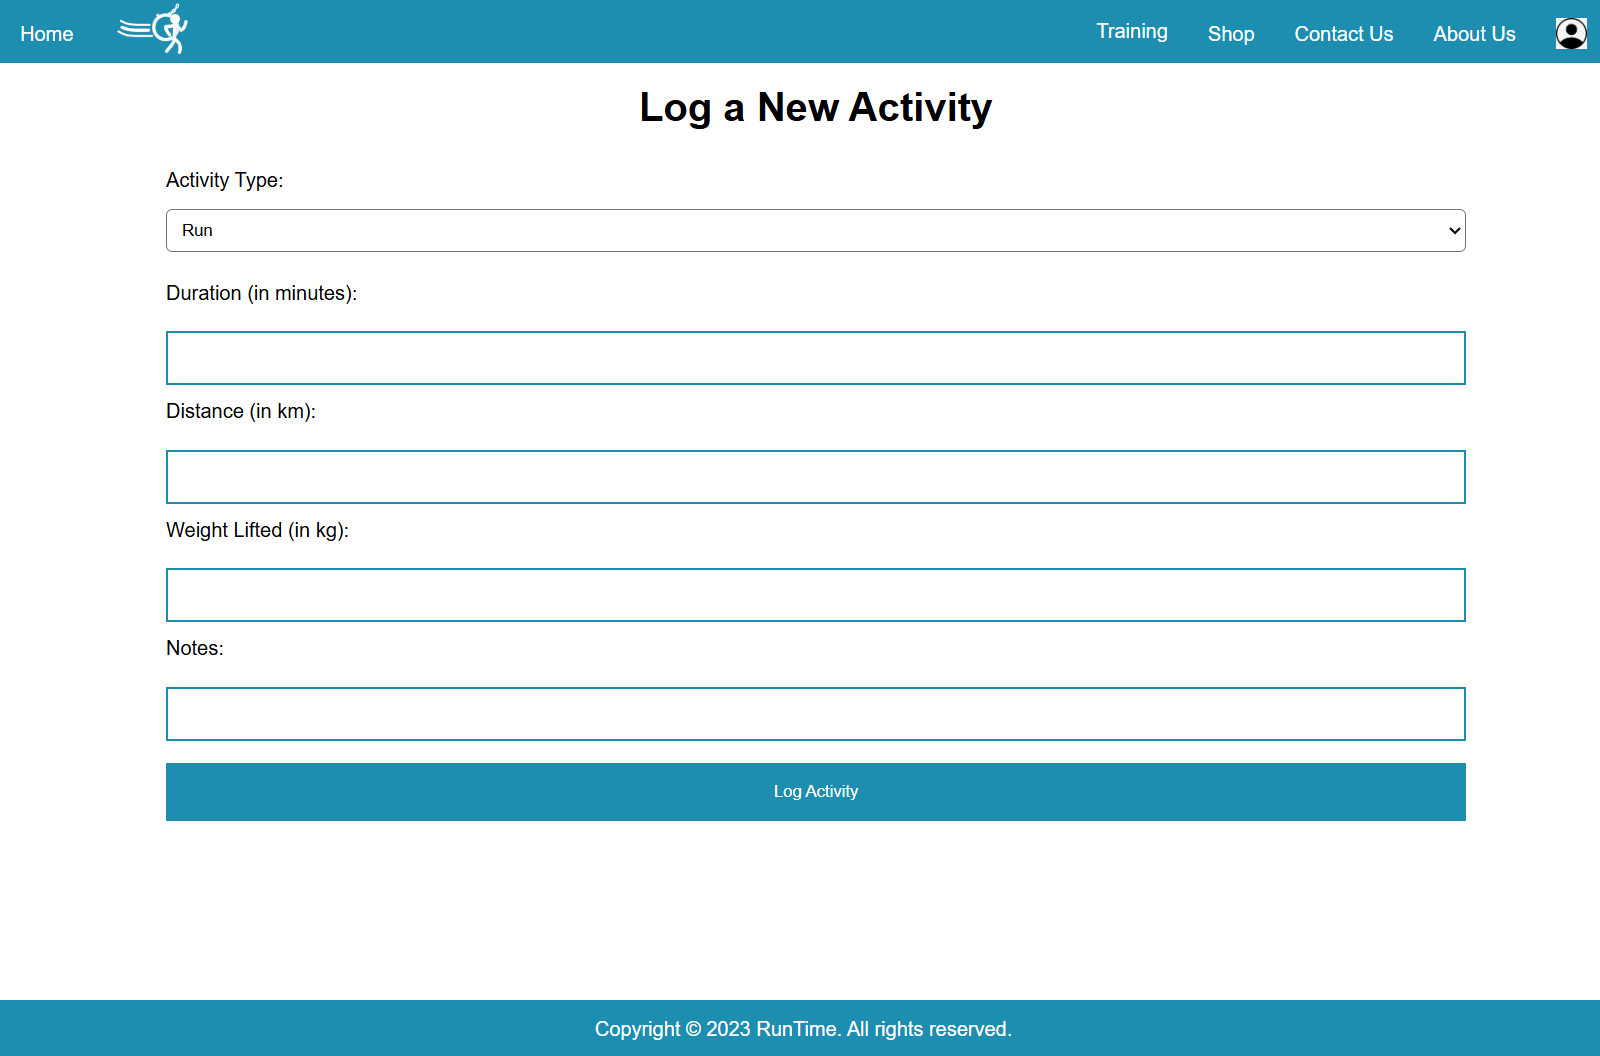 Home
Training
Shop
Contact Us
About Us
Log a New Activity
Activity Type:
Run
Duration (in minutes):
Distance (in km):
Weight Lifted (in kg):
Notes:
Log Activity
Copyright © 2023 RunTime. All rights reserved.